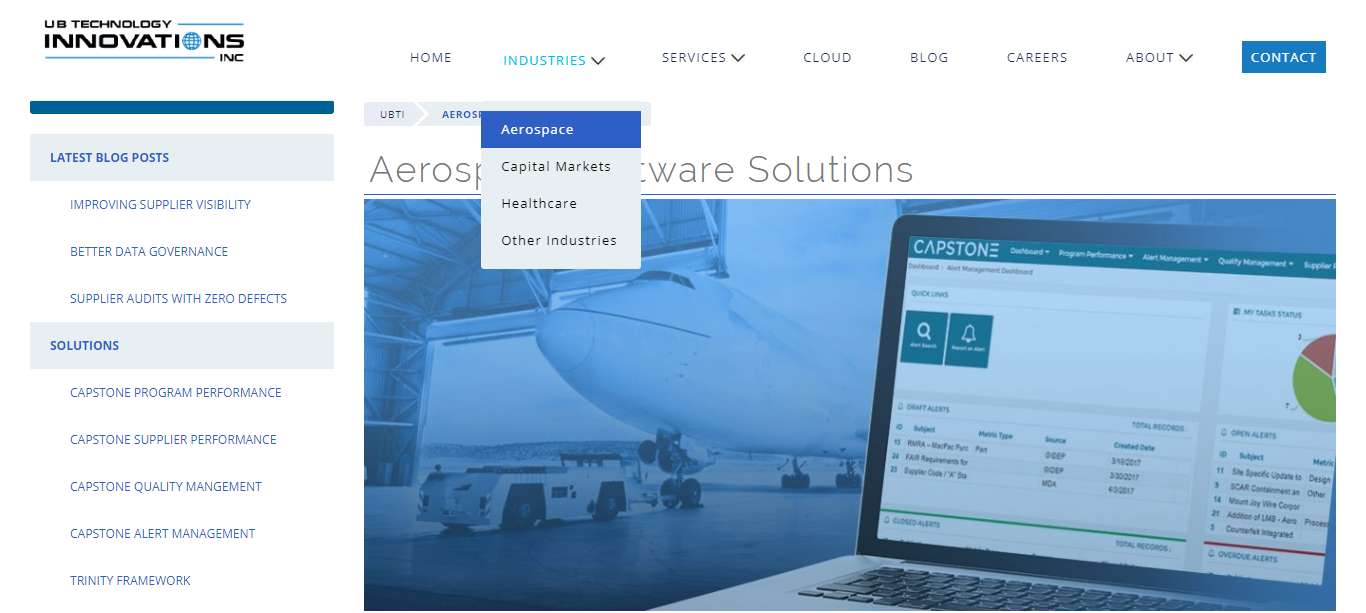 UB TECHNOLOGY
INNOVATIONS
INC
HOME
INDUSTRIES
SERVICES
CLOUD
BLOG
CAREERS
ABOUT
CONTACT
UBTI
AEROSP
Aerospace
Capital Markets
Healthcare
Other Industries
Aerosp tware Solutions
LATEST BLOG POSTS
IMPROVING SUPPLIER VISIBILITY
BETTER DATA GOVERNANCE
SUPPLIER AUDITS WITH ZERO DEFECTS
SOLUTIONS
CAPSTONE PROGRAM PERFORMANCE
CAPSTONE SUPPLIER PERFORMANCE
CAPSTONE QUALITY MANGEMENT
CAPSTONE ALERT MANAGEMENT
TRINITY FRAMEWORK
CAPSTONE
Dashboard Program Performance Alert Management Quality Management Supplier
Dashboard Alert Management Dashboard
QUICK LINKS
Alert Search
Report an Alert
MY TASKS STATUS
3
7
DRAFT ALERTS
TOTAL RECORDS:
ID Subject Metric Type Source Created Date
13 RMRA – MacPac Purc Part GIDEP 3/18/2017
24 FAIR Requirements for GIDEP 3/30/2017
25 Supplier Code / "A" Sta MDA 4/3/2017
CLOSED ALERTS
TOTAL RECORDS:
OPEN ALERTS
ID Subject Metric
11 Site Specific Update to Design
9 SCAR Containment an Other
14 Mount Joy Wire Corpor
21 Addition of LMB - Aero Process
5 Counterfeit Integrated
OVERDUE ALERTS